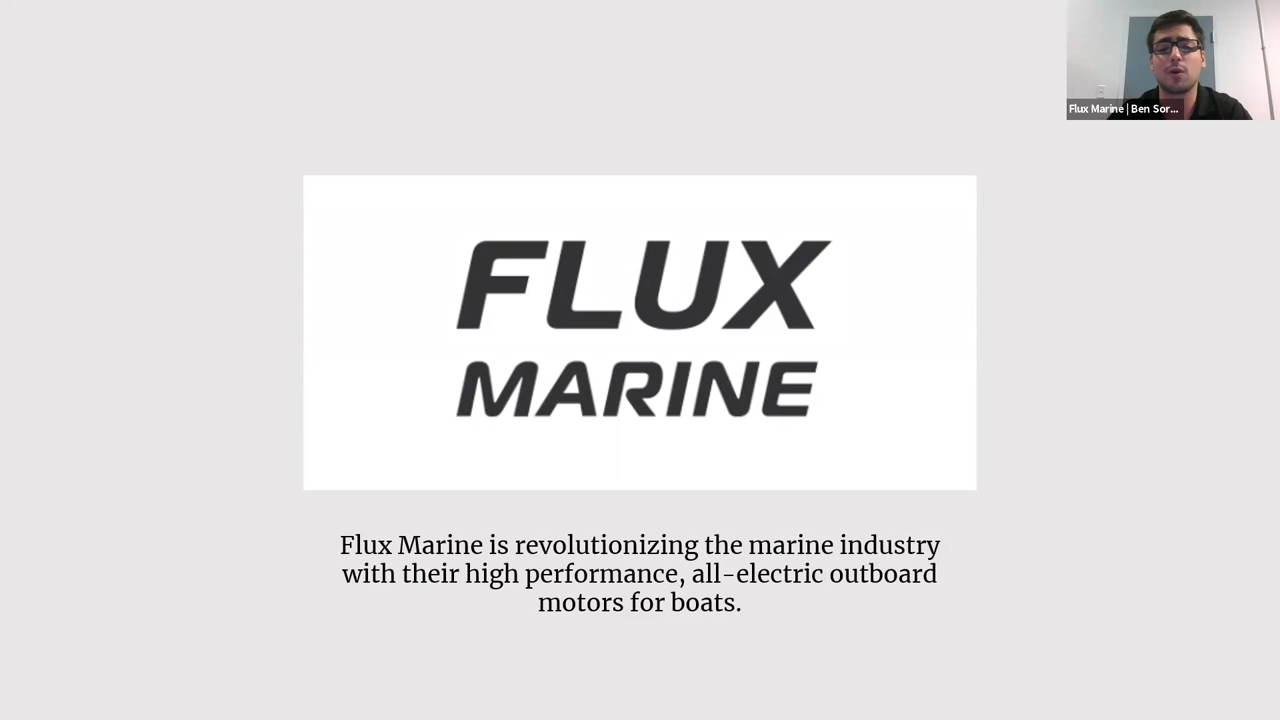 Flux Marine | Ben Sor...
FLUX
MARINE
Flux Marine is revolutionizing the marine industry
with their high performance, all-electric outboard
motors for boats.